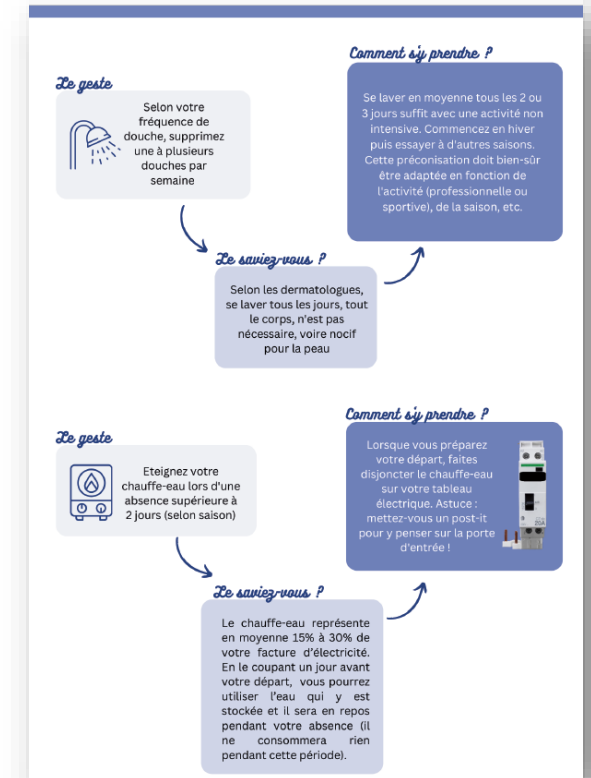 Le geste
Selon votre
fréquence de
douche, supprimez
une à plusieurs
douches par
semaine
Le saviez-vous ?
Selon les dermatologues,
se laver tous les jours, tout
le corps, n'est pas
nécessaire, voire nocif
pour la peau
Comment s'y prendre ?
Se laver en moyenne tous les 2 ou
3 jours suffit avec une activité non
intensive. Commencez en hiver
puis essayer à d'autres saisons.
Cette préconisation doit bien-sûr
être adaptée en fonction de
l'activité (professionnelle ou
sportive), de la saison, etc.
Le geste
Eteignez votre
chauffe-eau lors d'une
absence supérieure à
2 jours (selon saison)
Le saviez-vous ?
Le chauffe-eau représente
en moyenne 15% à 30% de
votre facture d'électricité.
En le coupant un jour avant
votre départ, vous pourrez
utiliser l'eau qui y est
stockée et il sera en repos
pendant votre absence (il
ne consommera rien
pendant cette période).
Comment s'y prendre ?
Lorsque vous préparez
votre départ, faites
disjoncter le chauffe-eau
sur votre tableau
électrique. Astuce :
mettez-vous un post-it
pour y penser sur la porte
d'entrée !